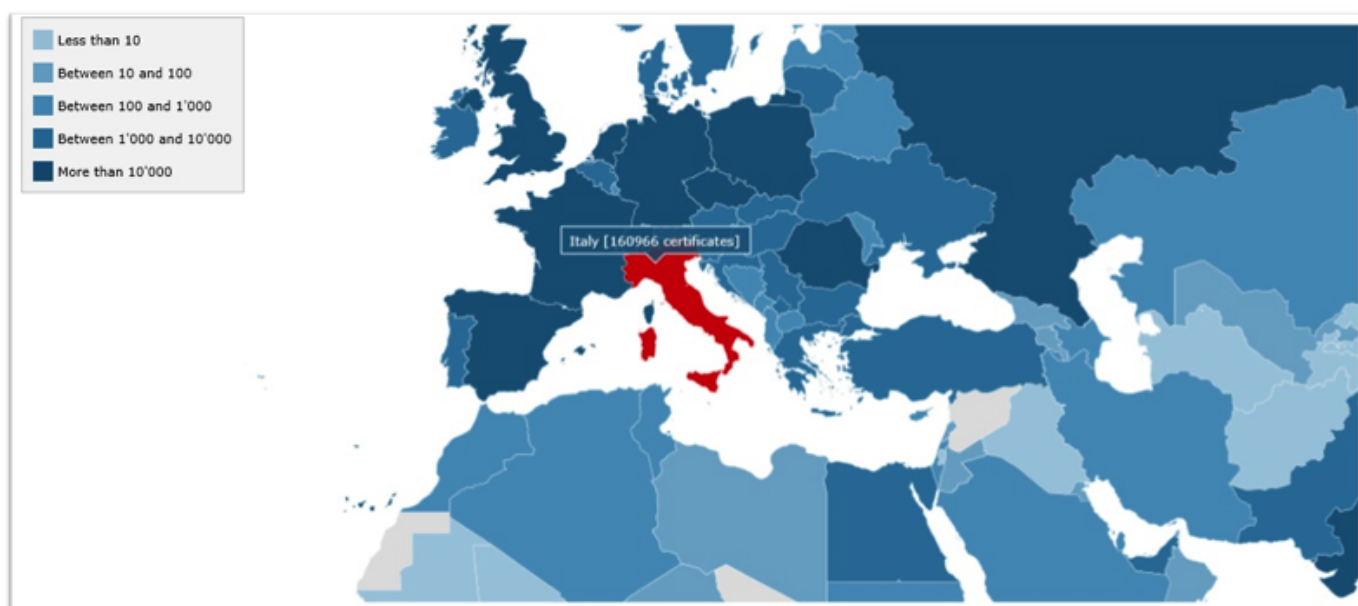 Less than 10
Between 10 and 100
Between 100 and 1'000
Between 1'000 and 10'000
More than 10'000
Italy [160966 certificates]